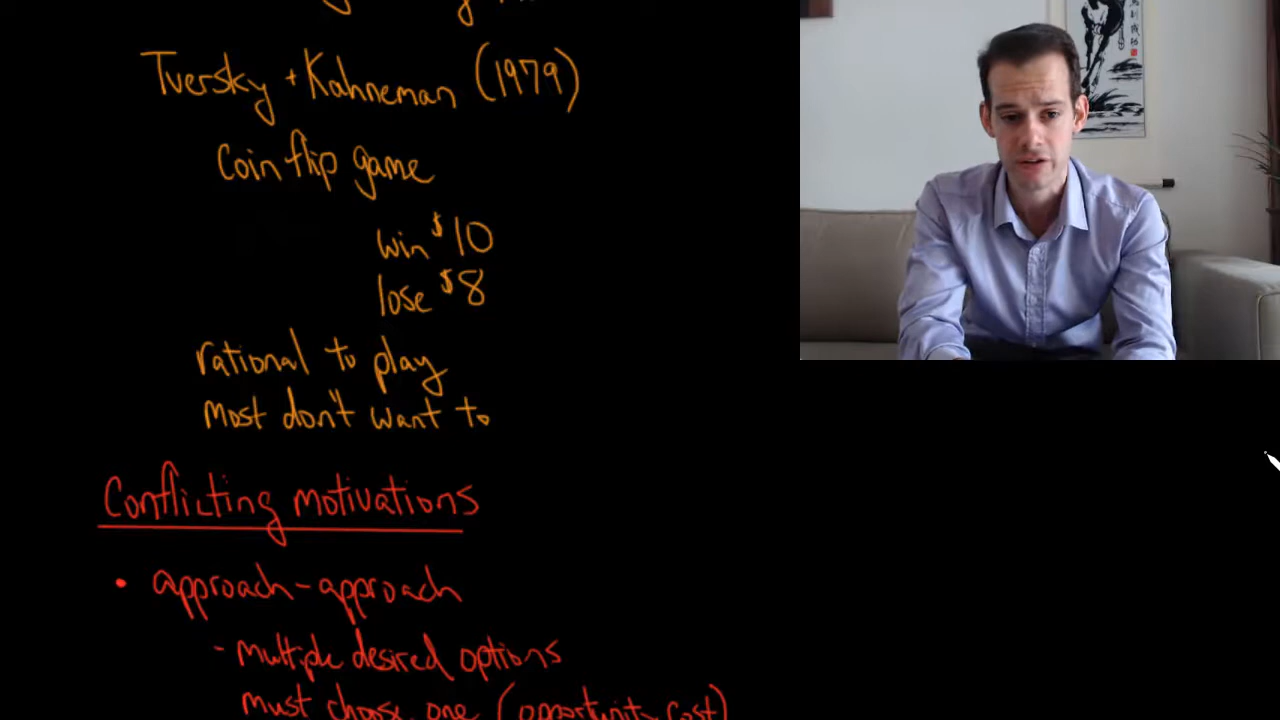 Tversky + Kahneman (1979)
Coin flip game
win $10
lose $8
rational to play
Most don't want to
Conflicting motivations
• approach-approach
- multiple desired options
must choose one (opportunity cost)